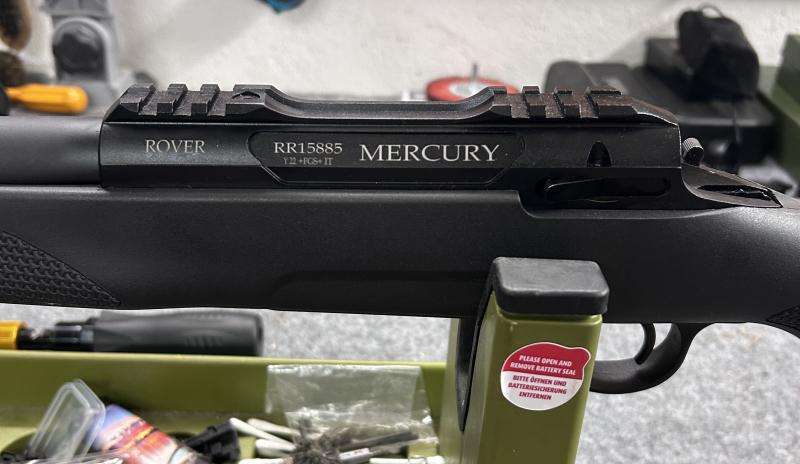 ROVER
RR15885
Y 22 +FGS+ IT
MERCURY
PLEASE OPEN AND
REMOVE BATTERY SEAL
BITTE ÖFFNEN UND
BATTERIESICHERUNG
ENTFERNEN